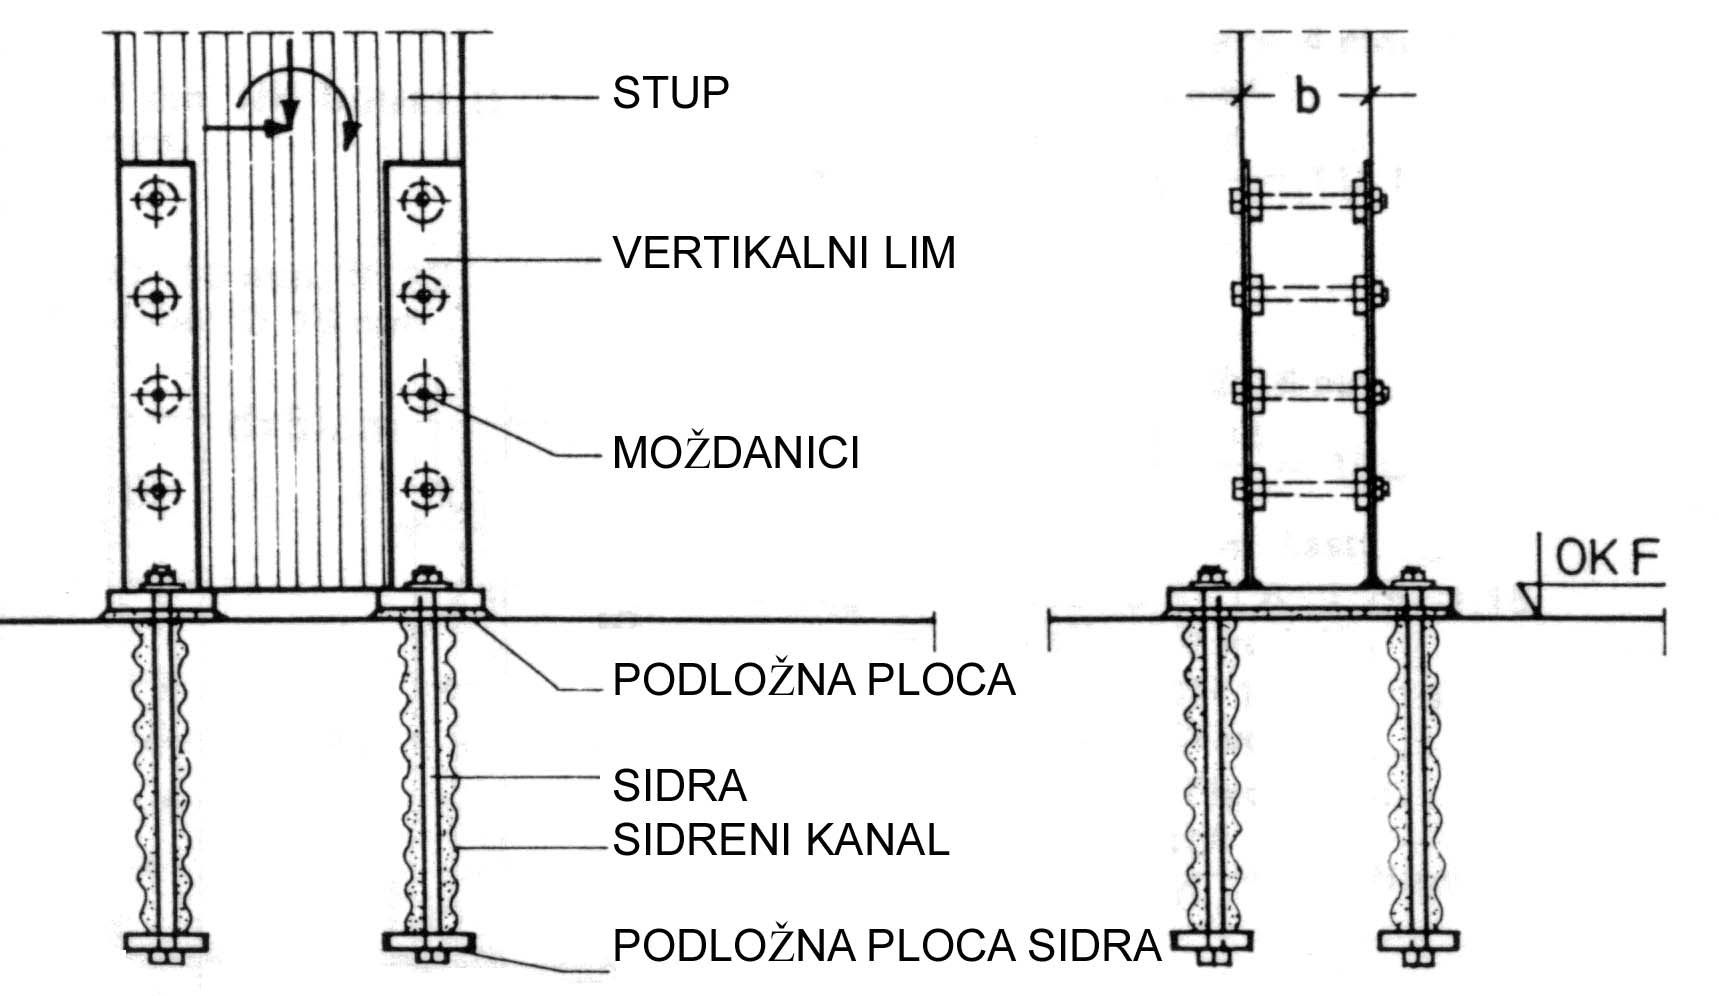 STUP
b
VERTIKALNI LIM
MOŽDANICI
OK F
PODLOŽNA PLOCA
SIDRA
SIDRENI KANAL
PODLOŽNA PLOCA SIDRA